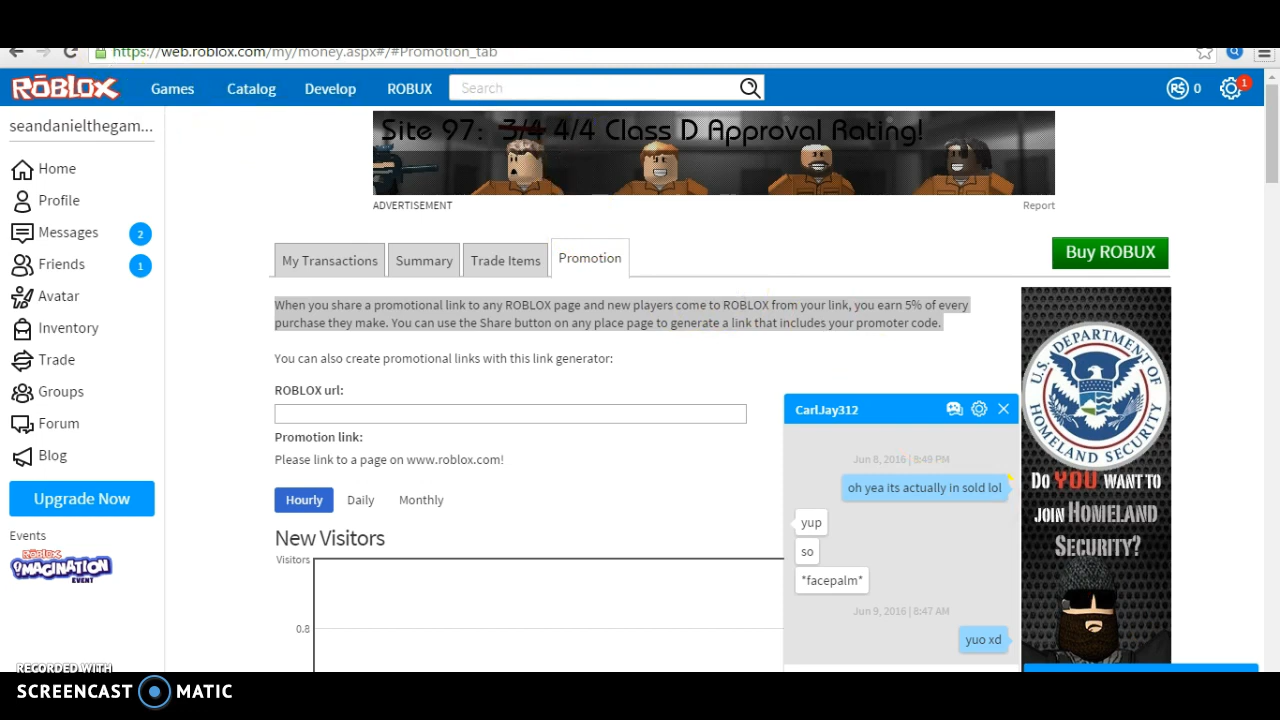 https://web.roblox.com/my/money.aspx#/#Promotion_tab
ROBLOX
Games
Catalog
Develop
ROBUX
Search
R$ 0
1
seandanielthegam...
Home
Profile
Messages
2
Friends
1
Avatar
Inventory
Trade
Groups
Forum
Blog
Upgrade Now
Events
ROBLOX
IMAGINATION
EVENT
Site 97: 3/4 4/4 Class D Approval Rating!
ADVERTISEMENT
Report
My Transactions
Summary
Trade Items
Promotion
Buy ROBUX
When you share a promotional link to any ROBLOX page and new players come to ROBLOX from your link, you earn 5% of every
purchase they make. You can use the Share button on any place page to generate a link that includes your promoter code.
You can also create promotional links with this link generator:
ROBLOX url:
Promotion link:
Please link to a page on www.roblox.com!
Hourly
Daily
Monthly
New Visitors
Visitors
0.8
CarlJay312
Jun 8, 2016 | 9:49 PM
oh yea its actually in sold lol
yup
so
*facepalm*
Jun 9, 2016 | 8:47 AM
yuo xd
U.S. DEPARTMENT OF
HOMELAND SECURITY
DO YOU WANT TO
JOIN HOMELAND
SECURITY?
RECORDED WITH
SCREENCAST MATIC